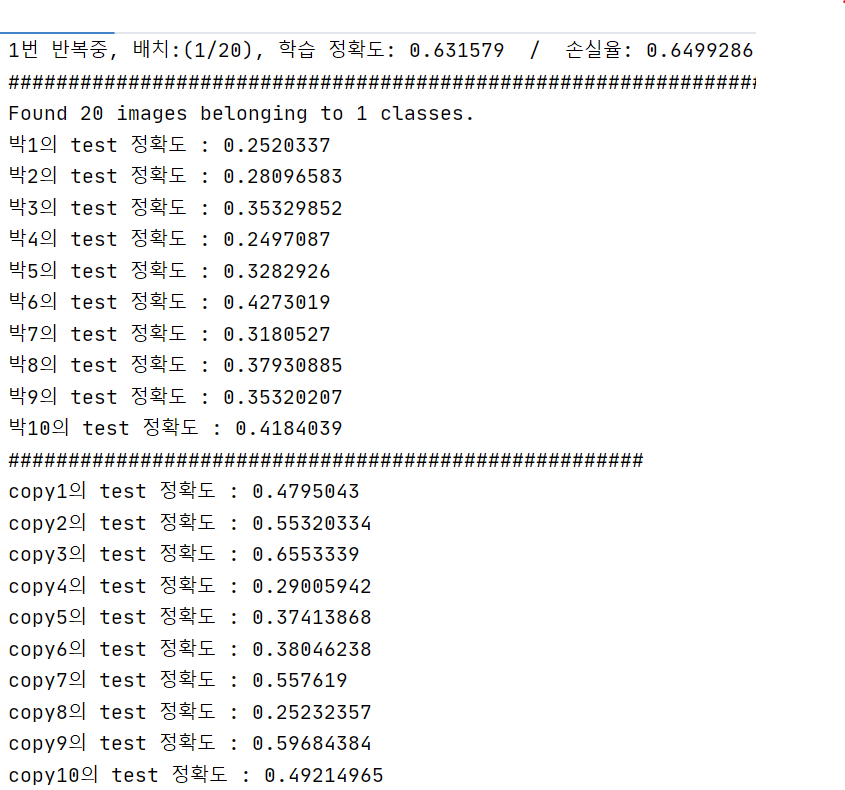 1번 반복중, 배치:(1/20), 학습 정확도: 0.631579 / 손실율: 0.6499286
###############################################################
Found 20 images belonging to 1 classes.
박1의 test 정확도 : 0.2520337
박2의 test 정확도 : 0.28096583
박3의 test 정확도 : 0.35329852
박4의 test 정확도 : 0.2497087
박5의 test 정확도 : 0.3282926
박6의 test 정확도 : 0.4273019
박7의 test 정확도 : 0.3180527
박8의 test 정확도 : 0.37930885
박9의 test 정확도 : 0.35320207
박10의 test 정확도 : 0.4184039
#####################################################
copy1의 test 정확도 : 0.4795043
copy2의 test 정확도 : 0.55320334
copy3의 test 정확도 : 0.6553339
copy4의 test 정확도 : 0.29005942
copy5의 test 정확도 : 0.37413868
copy6의 test 정확도 : 0.38046238
copy7의 test 정확도 : 0.557619
copy8의 test 정확도 : 0.25232357
copy9의 test 정확도 : 0.59684384
copy10의 test 정확도 : 0.49214965